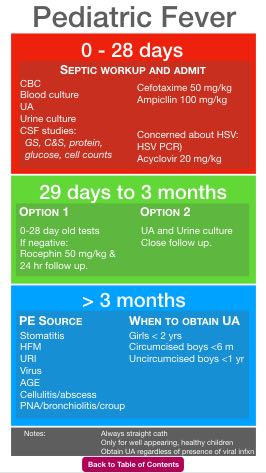 Pediatric Fever
0 - 28 days
SEPTIC WORKUP AND ADMIT
CBC
Blood culture
UA
Urine culture
CSF studies:
GS, C&S, protein,
glucose, cell counts
Cefotaxime 50 mg/kg
Ampicllin 100 mg/kg
Concerned about HSV:
HSV PCR)
Acyclovir 20 mg/kg
29 days to 3 months
OPTION 1
0-28 day old tests
If negative:
Rocephin 50 mg/kg &
24 hr follow up.
OPTION 2
UA and Urine culture
Close follow up.
> 3 months
PE SOURCE
Stomatitis
HFM
URI
Virus
AGE
Cellulitis/abscess
PNA/bronchiolitis/croup
WHEN TO OBTAIN UA
Girls < 2 yrs
Circumcised boys <6 m
Uncircumcised boys <1 yr
Notes:
Always straight cath
Only for well appearing, healthy children
Obtain UA regardless of presence of viral infxn
Back to Table of Contents